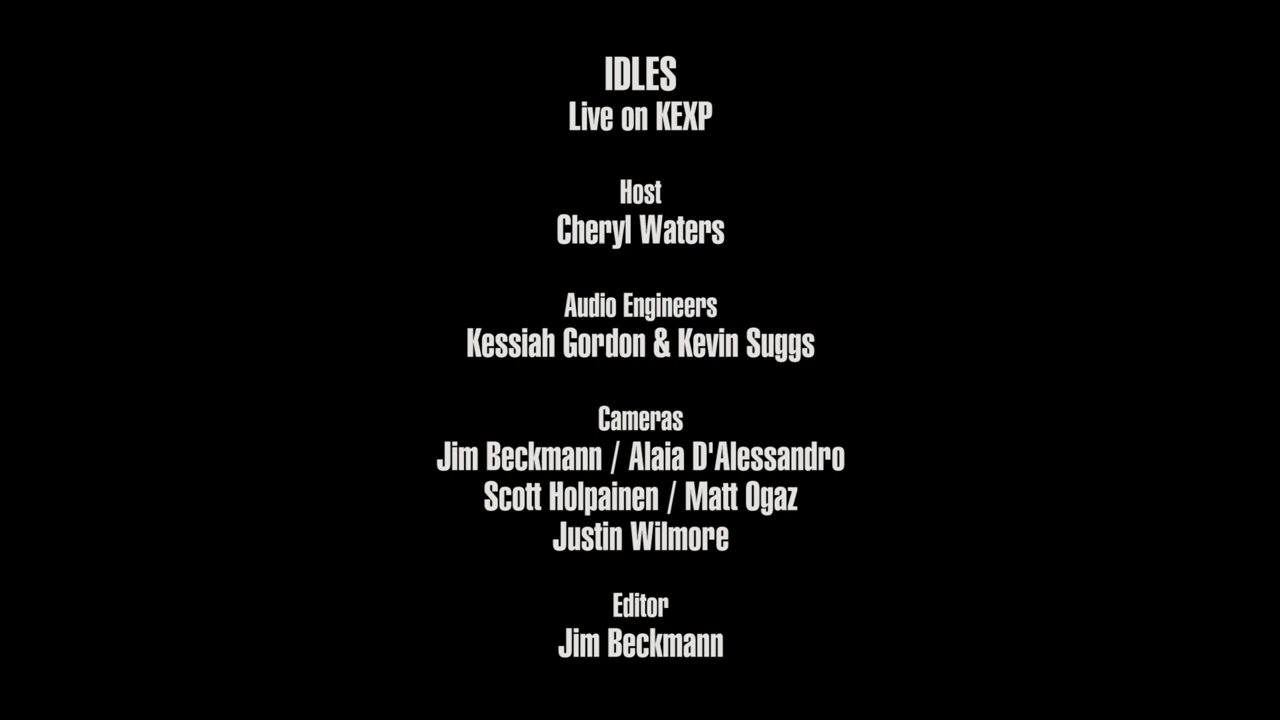 IDLES
Live on KEXP
Host
Cheryl Waters
Audio Engineers
Kessiah Gordon & Kevin Suggs
Cameras
Jim Beckmann / Alaia D'Alessandro
Scott Holpainen / Matt Ogaz
Justin Wilmore
Editor
Jim Beckmann